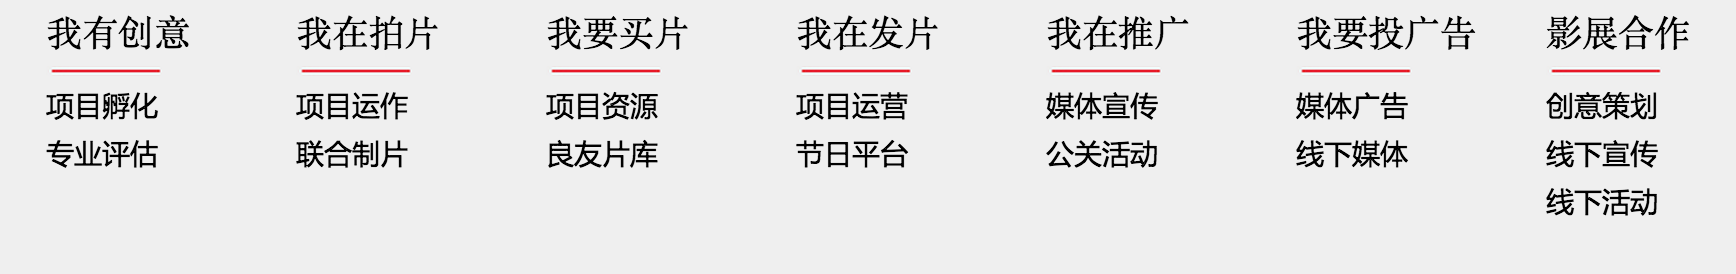 我有创意
项目孵化
专业评估
我在拍片
项目运作
联合制片
我要买片
项目资源
良友片库
我在发片
项目运营
节日平台
我在推广
媒体宣传
公关活动
我要投广告
媒体广告
线下媒体
影展合作
创意策划
线下宣传
线下活动